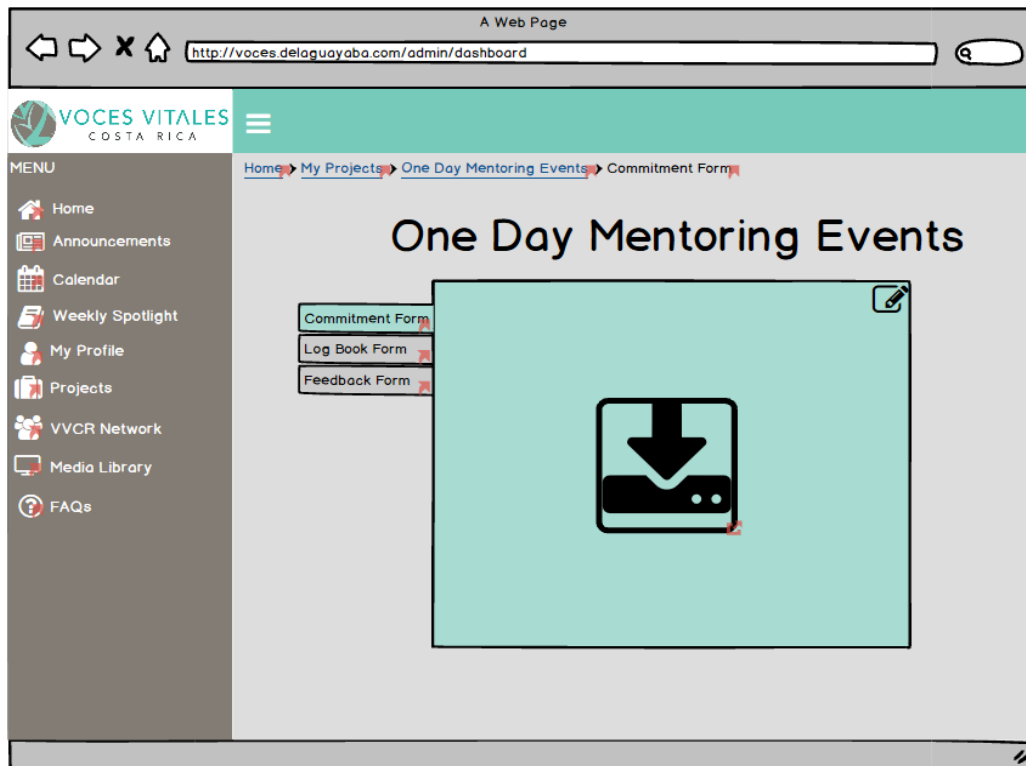 A Web Page
http://voces.delaguayaba.com/admin/dashboard
VOCES VITALES
COSTA RICA
MENU
Home
Announcements
Calendar
Weekly Spotlight
My Profile
Projects
VVCR Network
Media Library
FAQs
Home My Projects One Day Mentoring Events Commitment Form
One Day Mentoring Events
Commitment Form
Log Book Form
Feedback Form